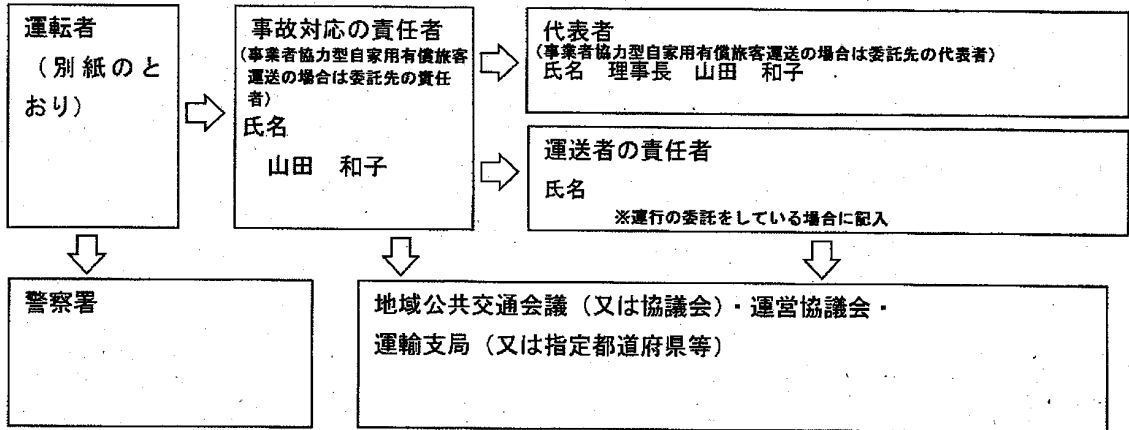 運転者
（別紙のと
おり）
事故対応の責任者
(事業者協力型自家用有償旅客
運送の場合は委託先の責任
者)
氏名
山田　和子
代表者
(事業者協力型自家用有償旅客運送の場合は委託先の代表者)
氏名　理事長　山田　和子
運送者の責任者
氏名
※運行の委託をしている場合に記入
警察署
地域公共交通会議（又は協議会）・運営協議会・
運輸支局（又は指定都道府県等）